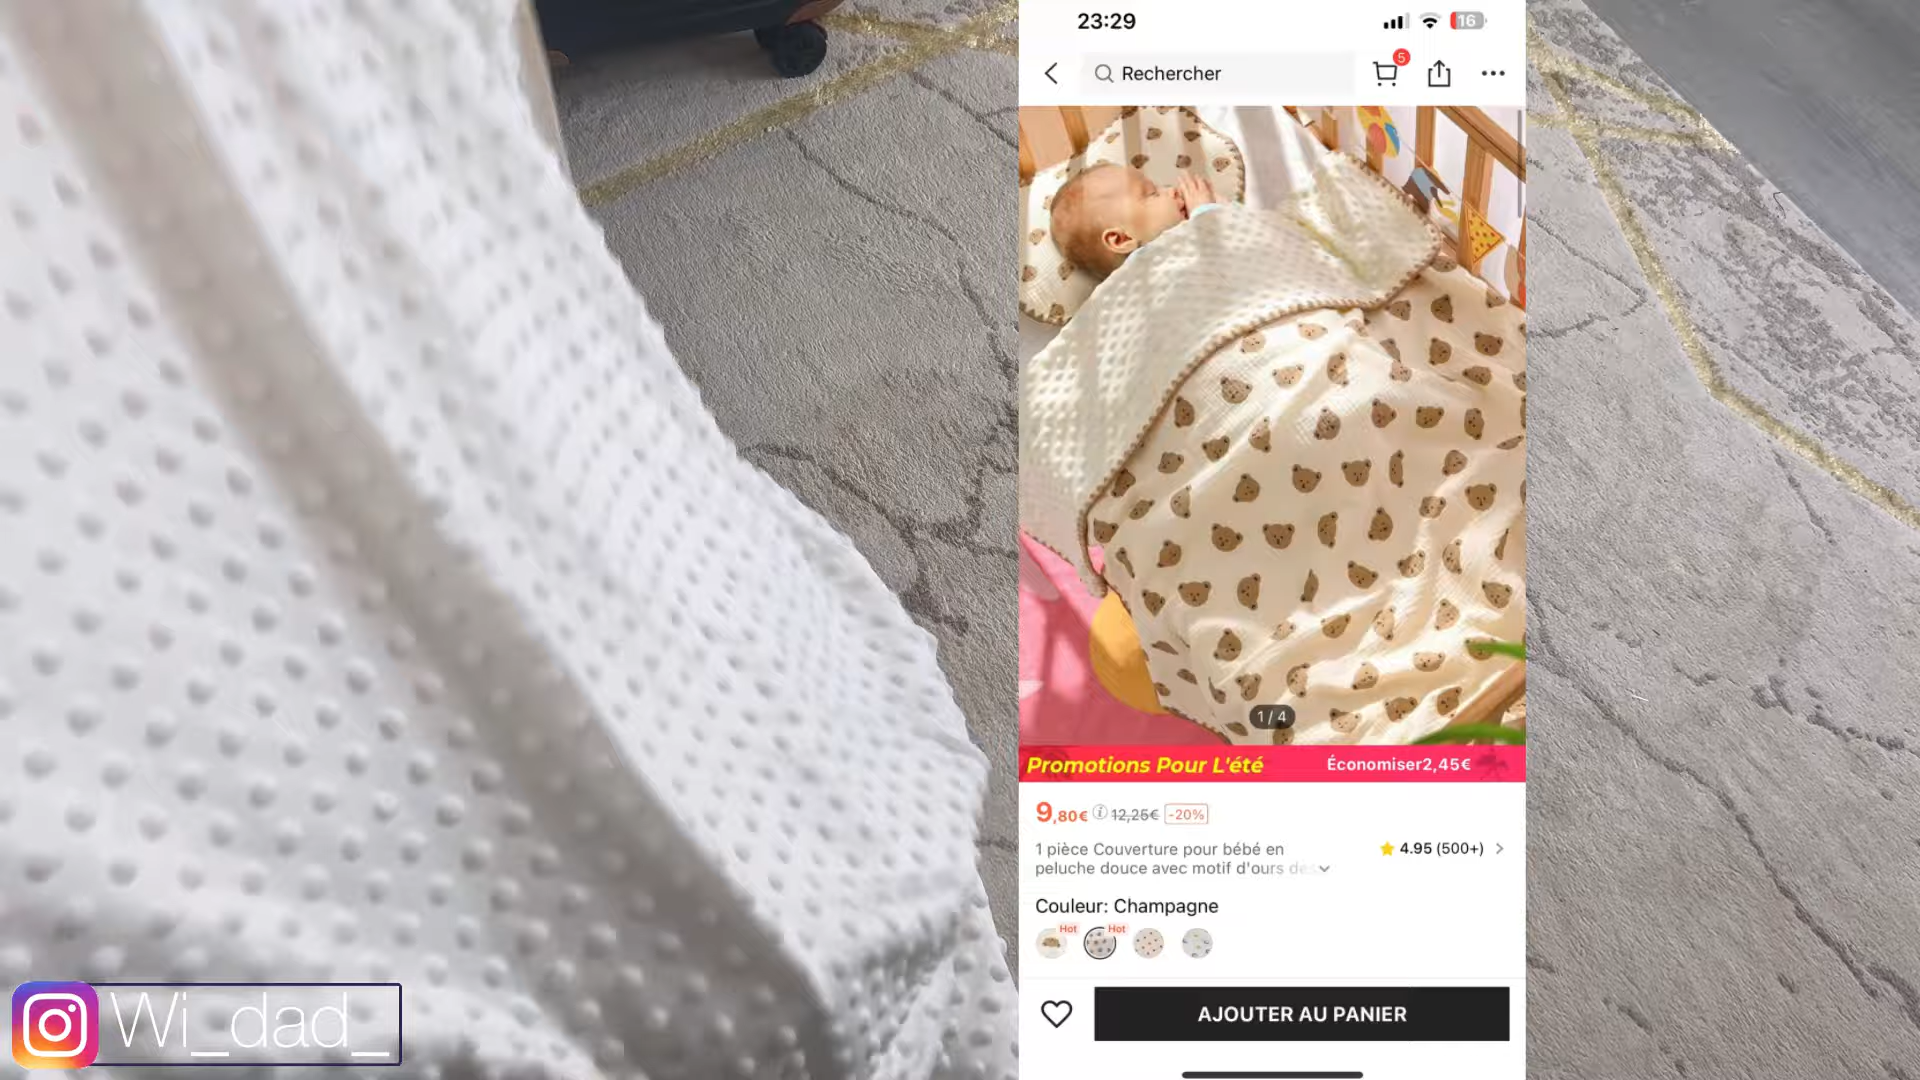 23:29
16
Rechercher
5
1 / 4
Promotions Pour L'été
Économiser2,45€
9,80€ 12,25€ -20%
1 pièce Couverture pour bébé en
peluche douce avec motif d'ours des
4.95 (500+)
Couleur: Champagne
Hot
Hot
AJOUTER AU PANIER
Wi_dad_